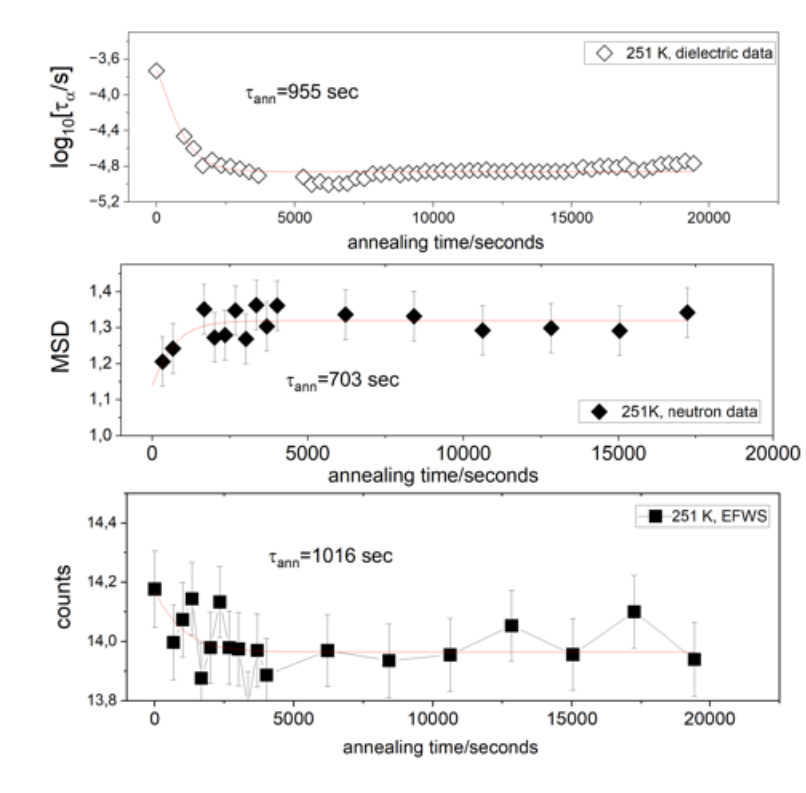 log10[τα/s]
−3,6
−4,0
−4,4
−4,8
−5,2
251 K, dielectric data
τann=955 sec
0 5000 10000 15000 20000
annealing time/seconds
MSD
1,4
1,3
1,2
1,1
1,0
τann=703 sec
251K, neutron data
0 5000 10000 15000 20000
annealing time/seconds
counts
14,4
14,2
14,0
13,8
251 K, EFWS
τann=1016 sec
0 5000 10000 15000 20000
annealing time/seconds